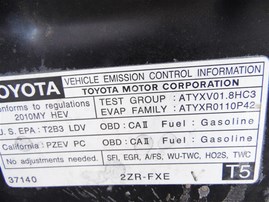 TOYOTA VEHICLE EMISSION CONTROL INFORMATION
TOYOTA MOTOR CORPORATION
conforms to regulations TEST GROUP : ATYXV01.8HC3
2010MY HEV EVAP FAMILY : ATYXR0110P42
U.S. EPA: T2B3 LDV OBD: CAII Fuel: Gasoline
California: PZEV PC OBD: CAII Fuel: Gasoline
No adjustments needed. SFI, EGR, A/FS, WU-TWC, HO2S, TWC
37140 2ZR-FXE T5